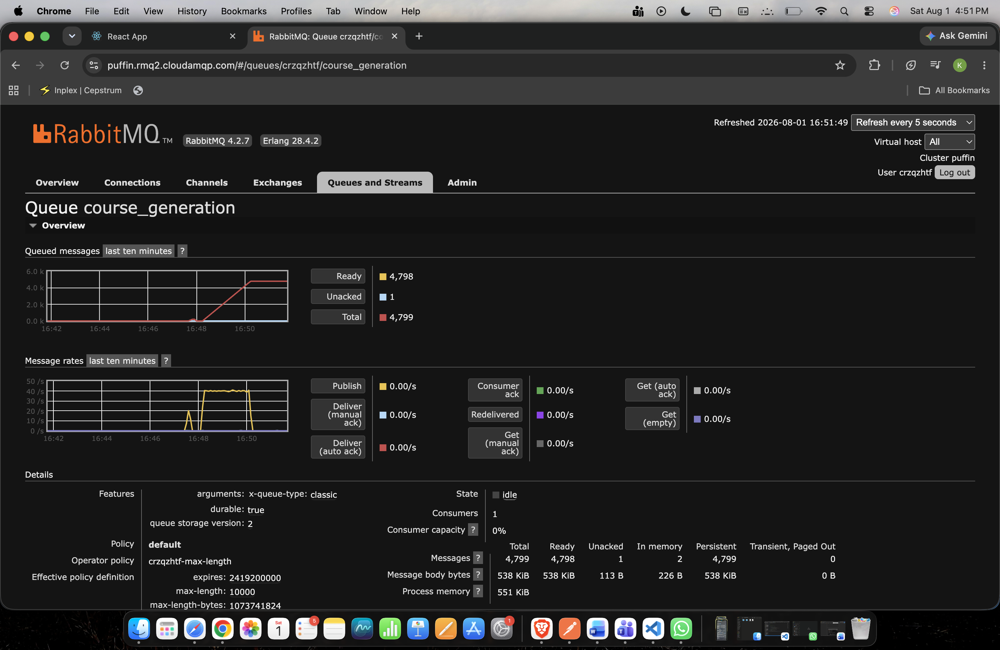 Chrome File Edit View History Bookmarks Profiles Tab Window Help Sat Aug 1 4:51 PM
React App RabbitMQ: Queue crzqzhtf/co Ask Gemini
puffin.rmq2.cloudamqp.com/#/queues/crzqzhtf/course_generation K
Inplex | Cepstrum All Bookmarks
Refreshed 2026-08-01 16:51:49 Refresh every 5 seconds
RabbitMQ TM RabbitMQ 4.2.7 Erlang 28.4.2
Virtual host All
Cluster puffin
User crzqzhtf Log out
Overview Connections Channels Exchanges Queues and Streams Admin
Queue course_generation
Overview
Queued messages last ten minutes ?
6.0 k
4.0 k
2.0 k
0.0 k
16:42 16:44 16:46 16:48 16:50
Ready 4,798
Unacked 1
Total 4,799
Message rates last ten minutes ?
50 /s
40 /s
30 /s
20 /s
10 /s
0 /s
16:42 16:44 16:46 16:48 16:50
Publish 0.00/s
Deliver
(manual
ack) 0.00/s
Deliver
(auto ack) 0.00/s
Consumer
ack 0.00/s
Redelivered 0.00/s
Get
(manual
ack) 0.00/s
Get (auto
ack) 0.00/s
Get
(empty) 0.00/s
Details
Features arguments: x-queue-type: classic
durable: true
queue storage version: 2
Policy default
Operator policy crzqzhtf-max-length
Effective policy definition expires: 2419200000
max-length: 10000
max-length-bytes: 1073741824
State idle
Consumers 1
Consumer capacity ? 0%
Total Ready Unacked In memory Persistent Transient, Paged Out
Messages ? 4,799 4,798 1 2 4,799 0
Message body bytes ? 538 KiB 538 KiB 113 B 226 B 538 KiB 0 B
Process memory ? 551 KiB
Sat
1
5
1
W
T